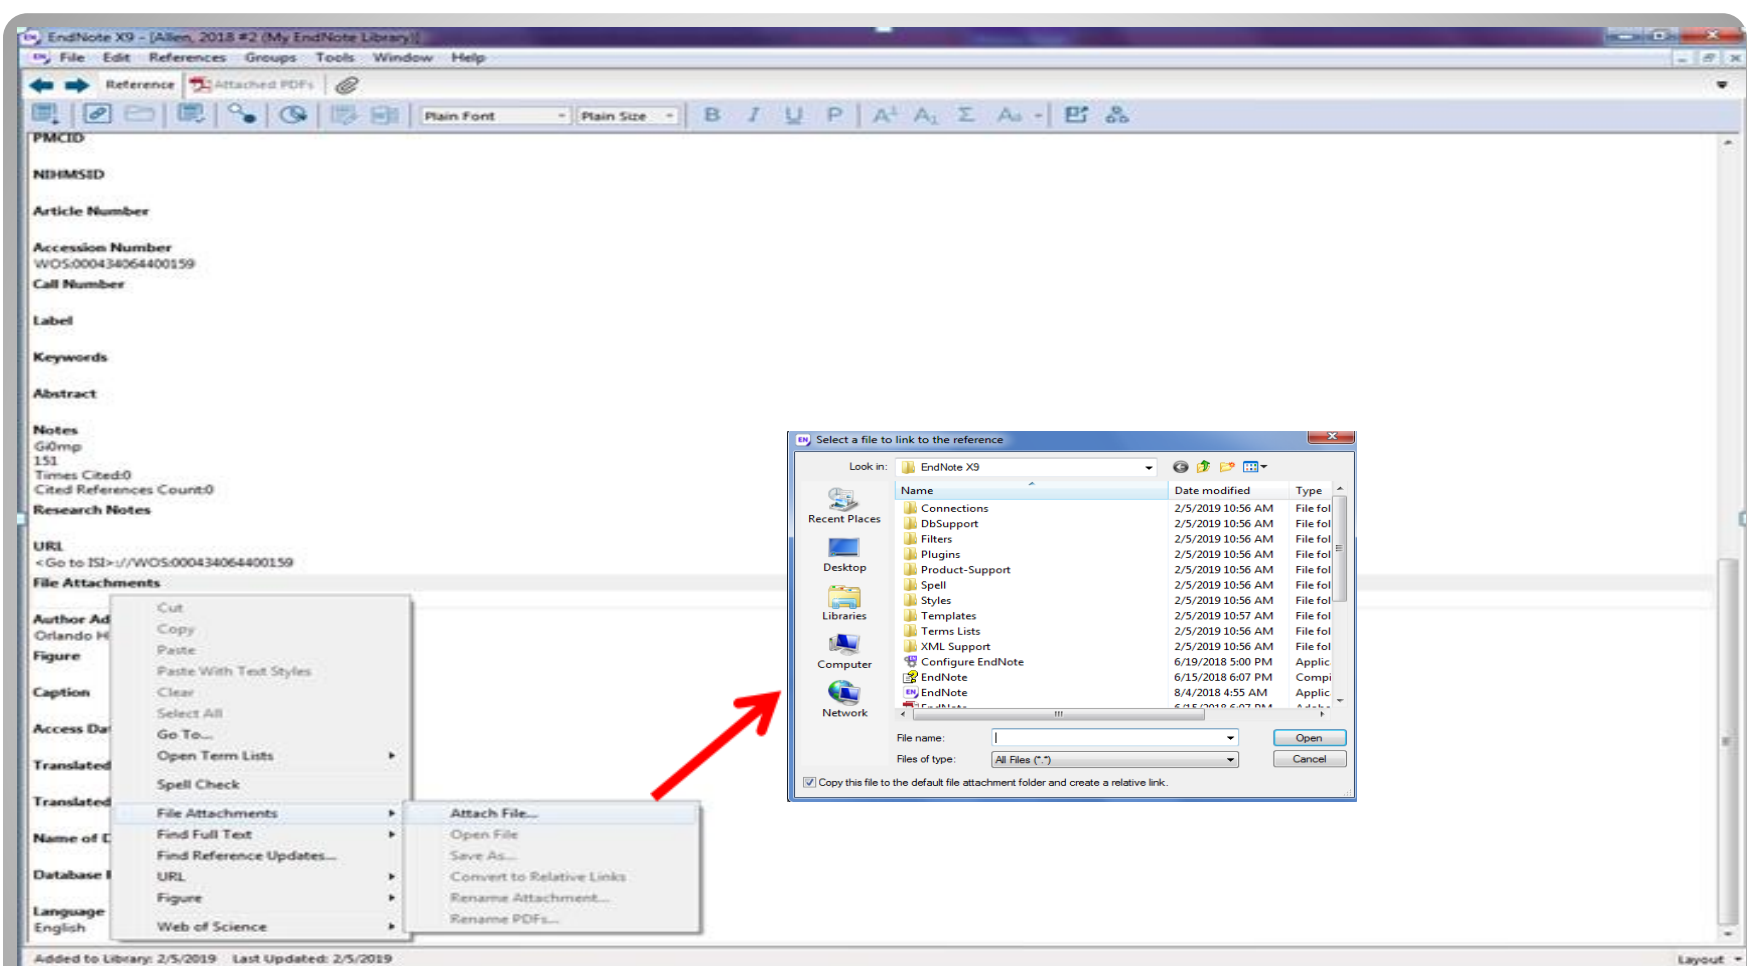 EndNote X9 - [Allen, 2018 #2 (My EndNote Library)]
File Edit References Groups Tools Window Help
Reference Attached PDFs
Plain Font Plain Size B I U P A¹ A₁ Σ Aa
PMCID
NIHMSID
Article Number
Accession Number
WOS:000434064400159
Call Number
Label
Keywords
Abstract
Notes
Gi0mp
151
Times Cited:0
Cited References Count:0
Research Notes
URL
<Go to ISI>://WOS:000434064400159
File Attachments
Author Ad
Orlando H
Figure
Caption
Access Da
Translated
Translated
Name of D
Database
Language
English
Added to Library: 2/5/2019 Last Updated: 2/5/2019
Layout
Cut
Copy
Paste
Paste With Text Styles
Clear
Select All
Go To...
Open Term Lists
Spell Check
File Attachments
Find Full Text
Find Reference Updates...
URL
Figure
Web of Science
Attach File...
Open File
Save As...
Convert to Relative Links
Rename Attachment...
Rename PDFs...
EN Select a file to link to the reference
Look in: EndNote X9
Recent Places
Desktop
Libraries
Computer
Network
Name Date modified Type
Connections 2/5/2019 10:56 AM File fol
DbSupport 2/5/2019 10:56 AM File fol
Filters 2/5/2019 10:56 AM File fol
Plugins 2/5/2019 10:56 AM File fol
Product-Support 2/5/2019 10:56 AM File fol
Spell 2/5/2019 10:56 AM File fol
Styles 2/5/2019 10:56 AM File fol
Templates 2/5/2019 10:57 AM File fol
Terms Lists 2/5/2019 10:56 AM File fol
XML Support 2/5/2019 10:56 AM File fol
Configure EndNote 6/19/2018 5:00 PM Applic
EndNote 6/15/2018 6:07 PM Compi
EN EndNote 8/4/2018 4:55 AM Applic
EndNote 6/15/2018 6:07 PM Adobe
File name:
Open
Files of type: All Files (*.*)
Cancel
Copy this file to the default file attachment folder and create a relative link.